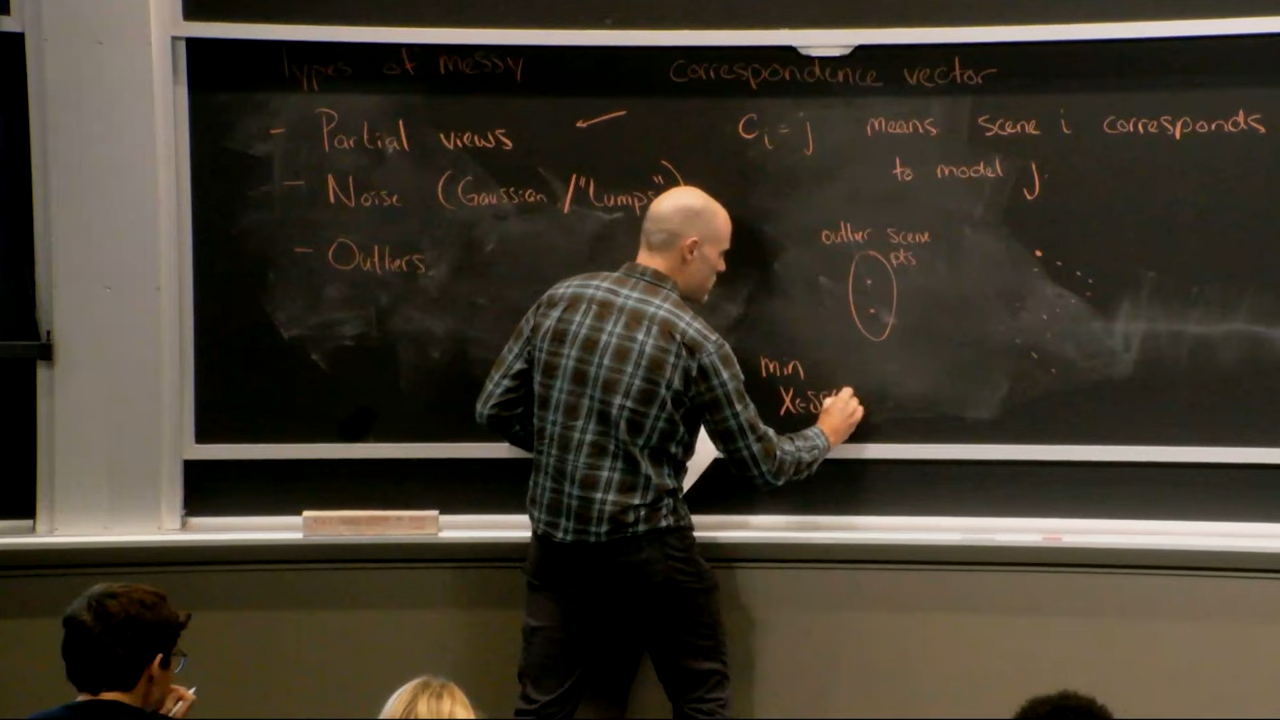 Types of messy
- Partial views
- Noise (Gaussian / "Lumps")
- Outliers
correspondence vector
Cᵢ = j means scene i corresponds
to model j
outlier scene
pts
min
X∈